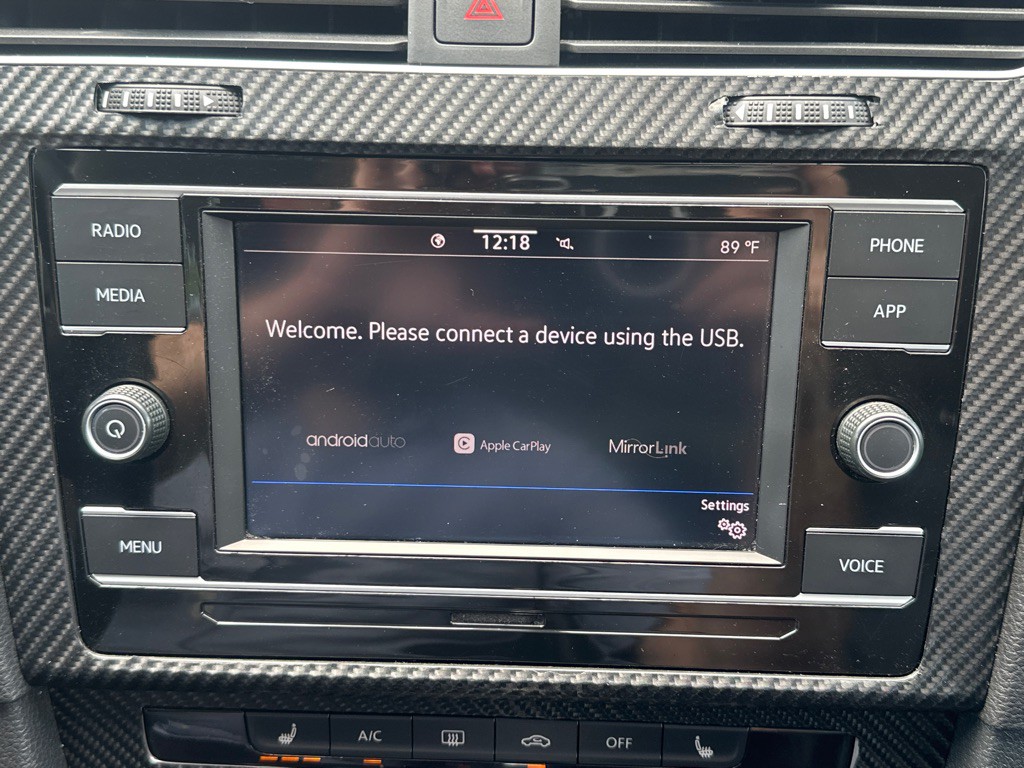 12:18
89 °F
RADIO
MEDIA
PHONE
APP
Welcome. Please connect a device using the USB.
androidauto
Apple CarPlay
MirrorLink
Settings
MENU
VOICE
A/C
OFF